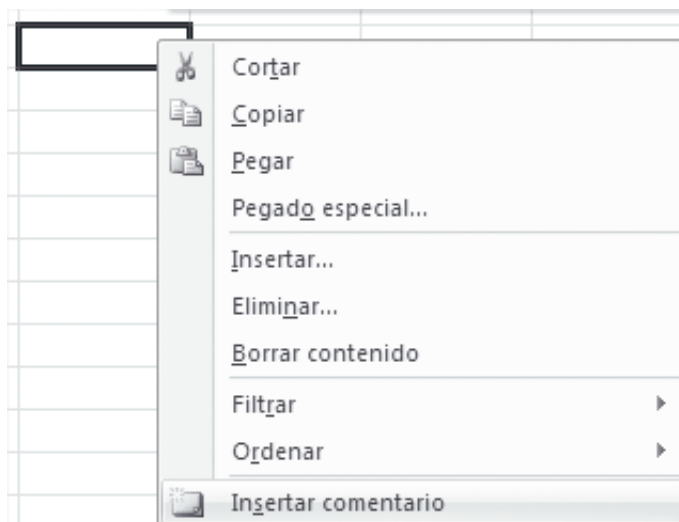 Cortar
Copiar
Pegar
Pegado especial...
Insertar...
Eliminar...
Borrar contenido
Filtrar
Ordenar
Insertar comentario